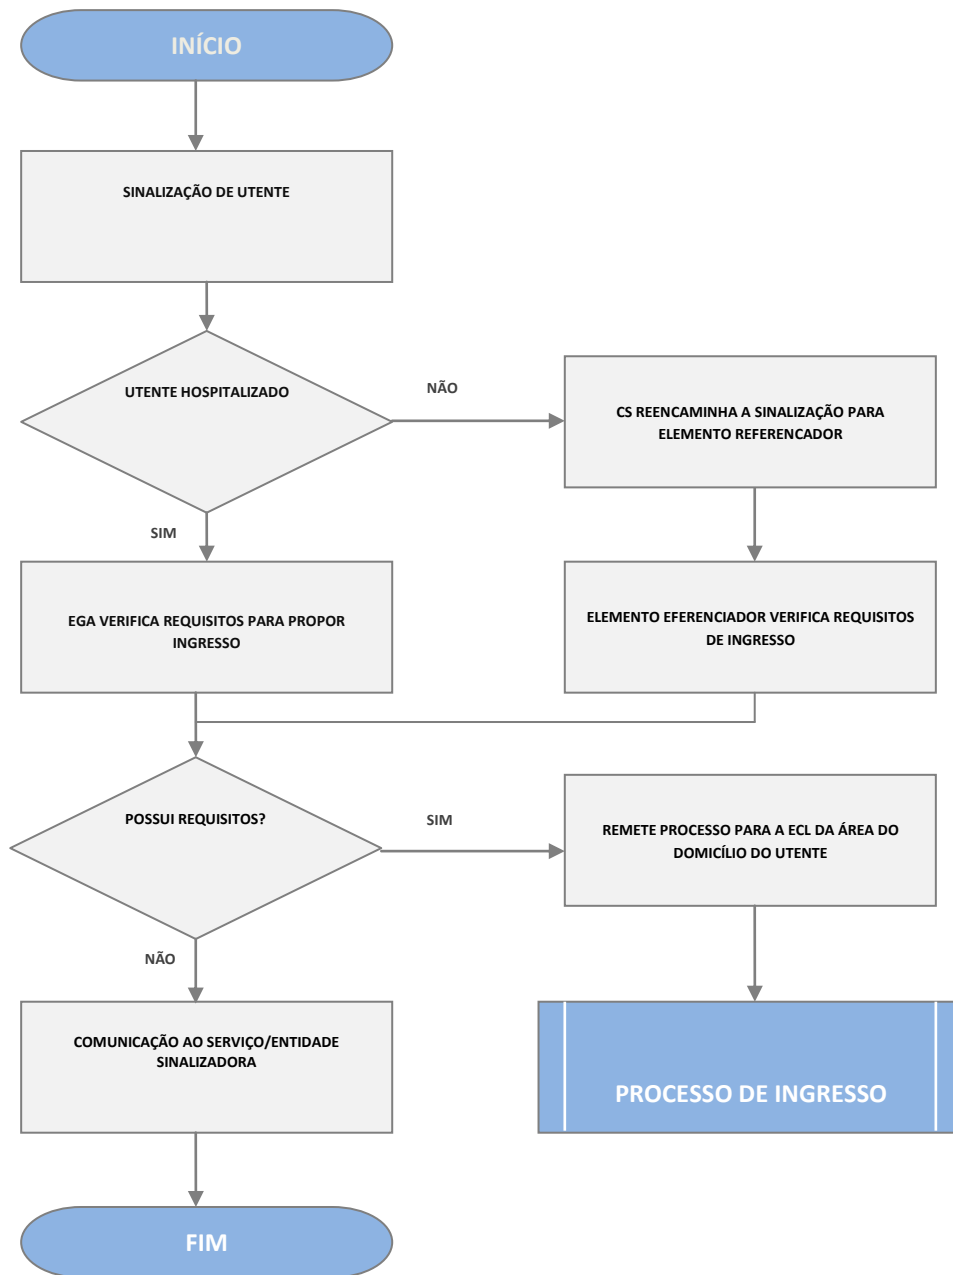 INÍCIO
SINALIZAÇÃO DE UTENTE
UTENTE HOSPITALIZADO
NÃO
CS REENCAMINHA A SINALIZAÇÃO PARA
ELEMENTO REFERENCADOR
SIM
EGA VERIFICA REQUISITOS PARA PROPOR
INGRESSO
ELEMENTO EFERENCIADOR VERIFICA REQUISITOS
DE INGRESSO
POSSUI REQUISITOS?
SIM
REMETE PROCESSO PARA A ECL DA ÁREA DO
DOMICÍLIO DO UTENTE
NÃO
COMUNICAÇÃO AO SERVIÇO/ENTIDADE
SINALIZADORA
PROCESSO DE INGRESSO
FIM